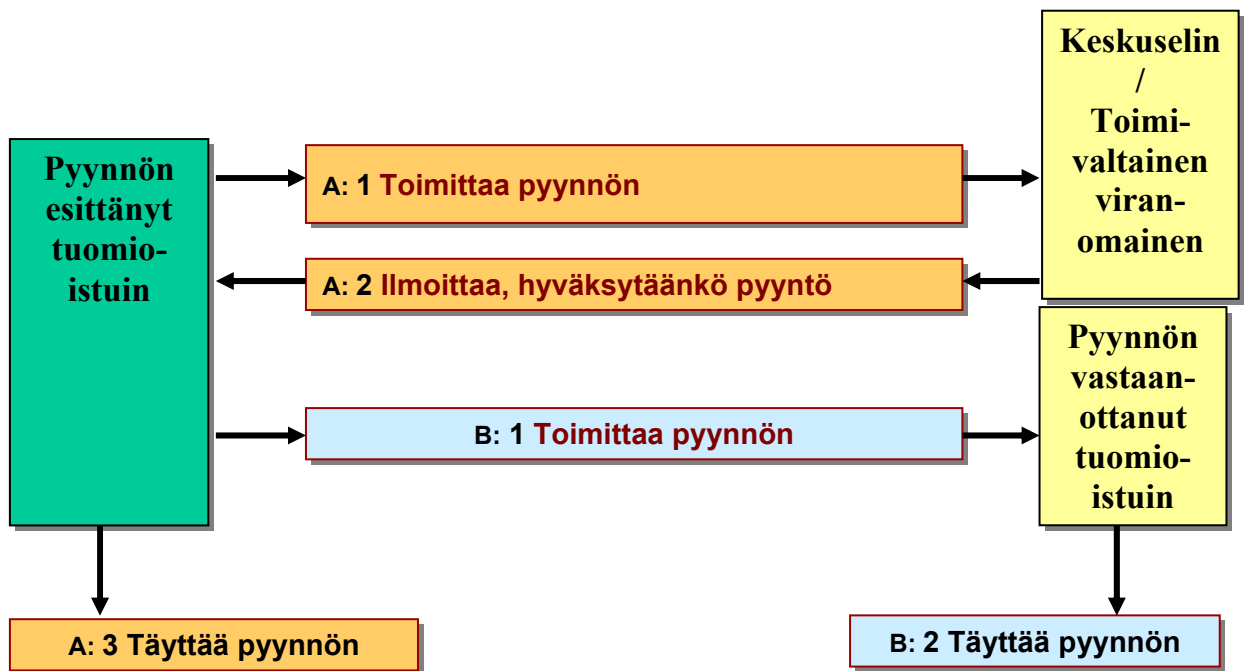 Keskuselin
/
Toimi-
valtainen
viran-
omainen
Pyynnön
esittänyt
tuomio-
istuin
A: 1 Toimittaa pyynnön
A: 2 Ilmoittaa, hyväksytäänkö pyyntö
Pyynnön
vastaan-
ottanut
tuomio-
istuin
B: 1 Toimittaa pyynnön
A: 3 Täyttää pyynnön
B: 2 Täyttää pyynnön